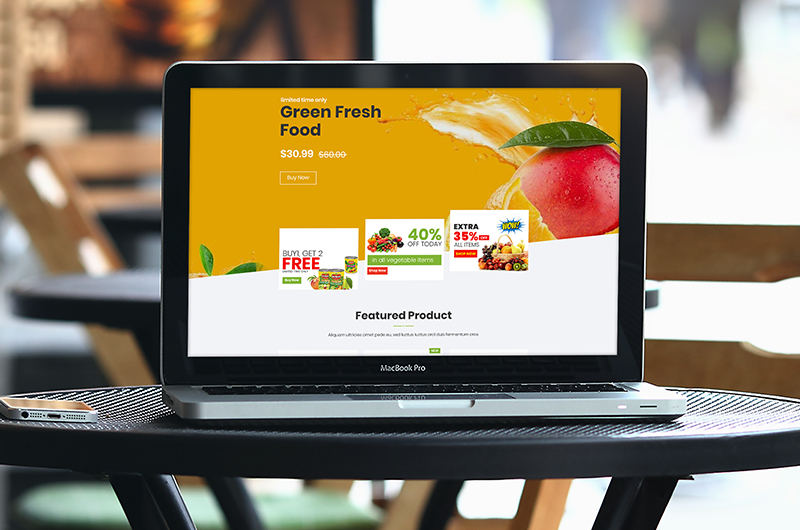 limited time only
Green Fresh
Food
$30.99 $60.00
Buy Now
BUY1, GET 2
FREE
LIMITED TIME ONLY
Buy Now
40%
OFF TODAY
in all vegetable items
Shop Now
EXTRA
35% OFF
ALL ITEMS
SHOP NOW
WOW!
Featured Product
Aliquam ultricies amet pede eu, sed luctus luctus orci duis fermentum cras
NEW
MacBook Pro